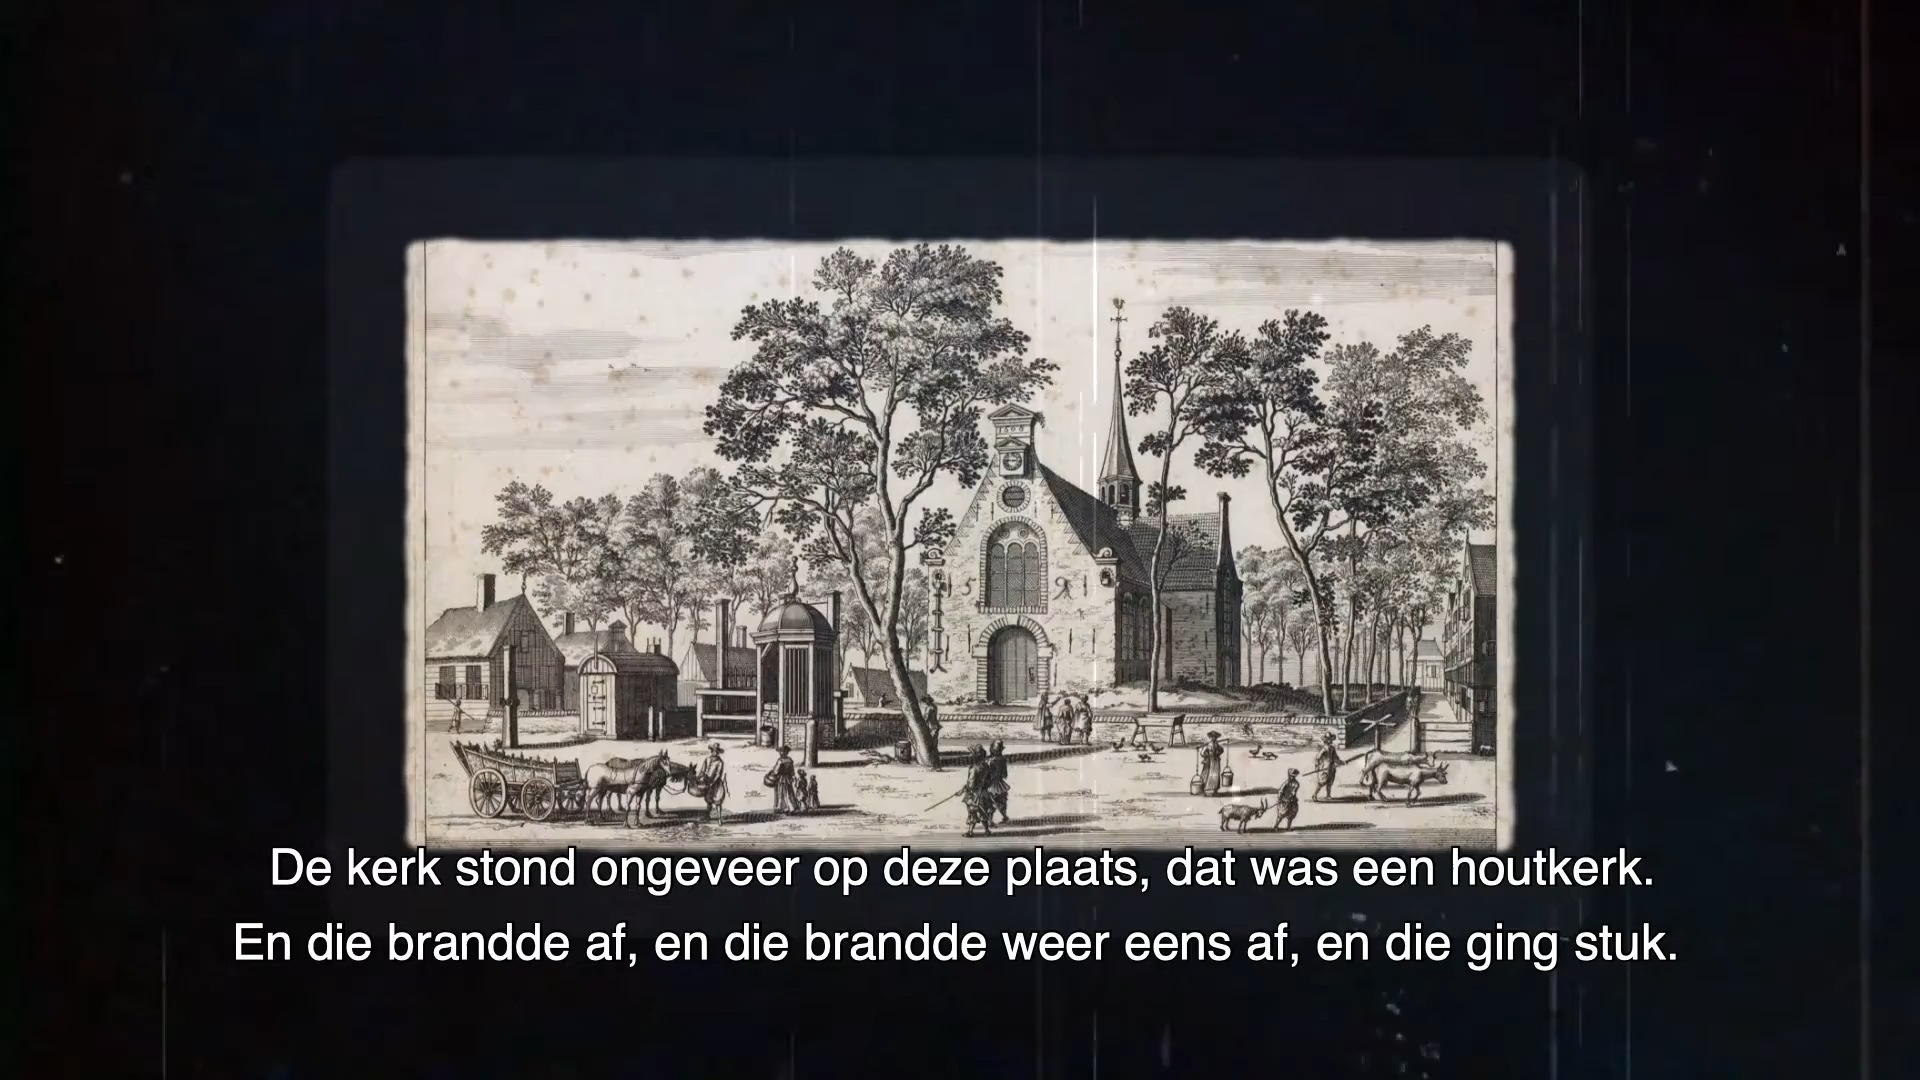 De kerk stond ongeveer op deze plaats, dat was een houtkerk.
En die brandde af, en die brandde weer eens af, en die ging stuk.